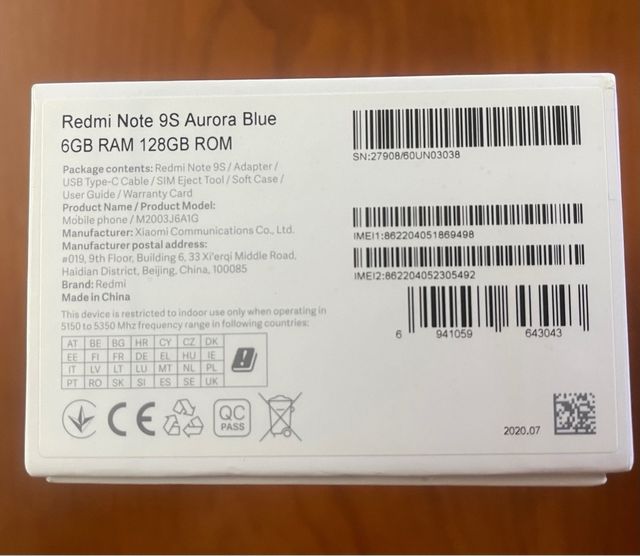 Redmi Note 9S Aurora Blue
6GB RAM 128GB ROM
Package contents: Redmi Note 9S / Adapter /
USB Type-C Cable / SIM Eject Tool / Soft Case /
User Guide / Warranty Card
Product Name / Product Model:
Mobile phone / M2003J6A1G
Manufacturer: Xiaomi Communications Co., Ltd.
Manufacturer postal address:
#019, 9th Floor, Building 6, 33 Xi'erqi Middle Road,
Haidian District, Beijing, China, 100085
Brand: Redmi
Made in China
This device is restricted to indoor use only when operating in
5150 to 5350 Mhz frequency range in following countries:
AT BE BG HR CY CZ DK
EE FI FR DE EL HU IE
IT LV LT LU MT NL PL
PT RO SK SI ES SE UK
CE
QC
PASS
SN:27908/60UN03038
IMEI1:862204051869498
IMEI2:862204052305492
6 941059 643043
2020.07